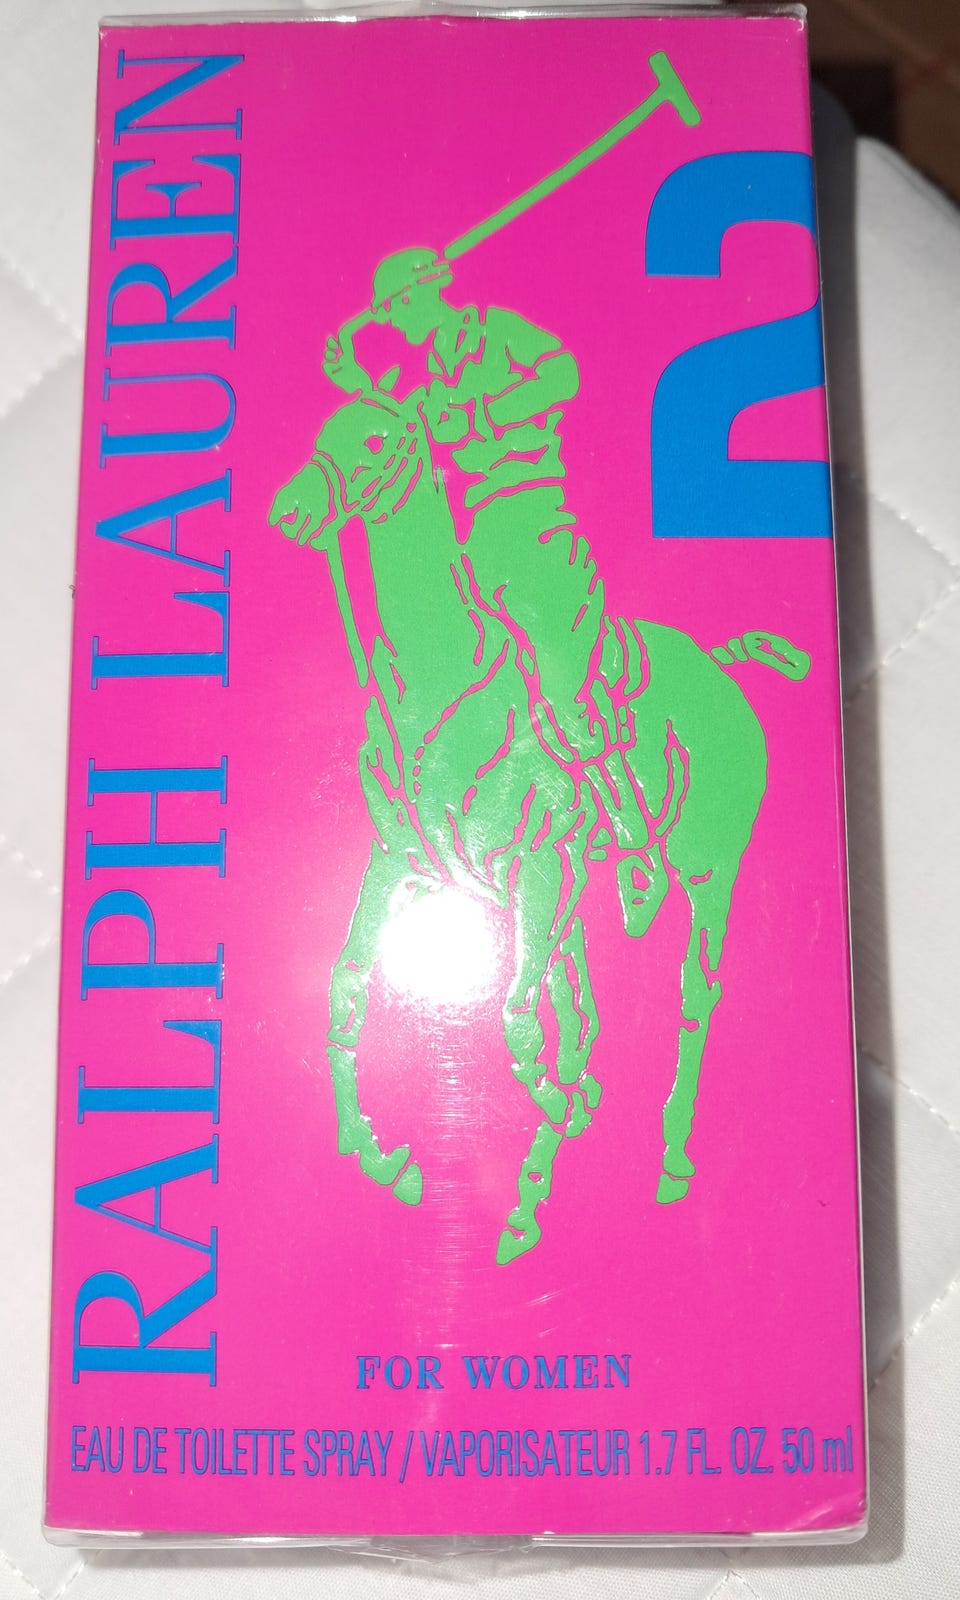 RALPH LAUREN
2
FOR WOMEN
EAU DE TOILETTE SPRAY / VAPORISATEUR 1.7 FL. OZ. 50 ml